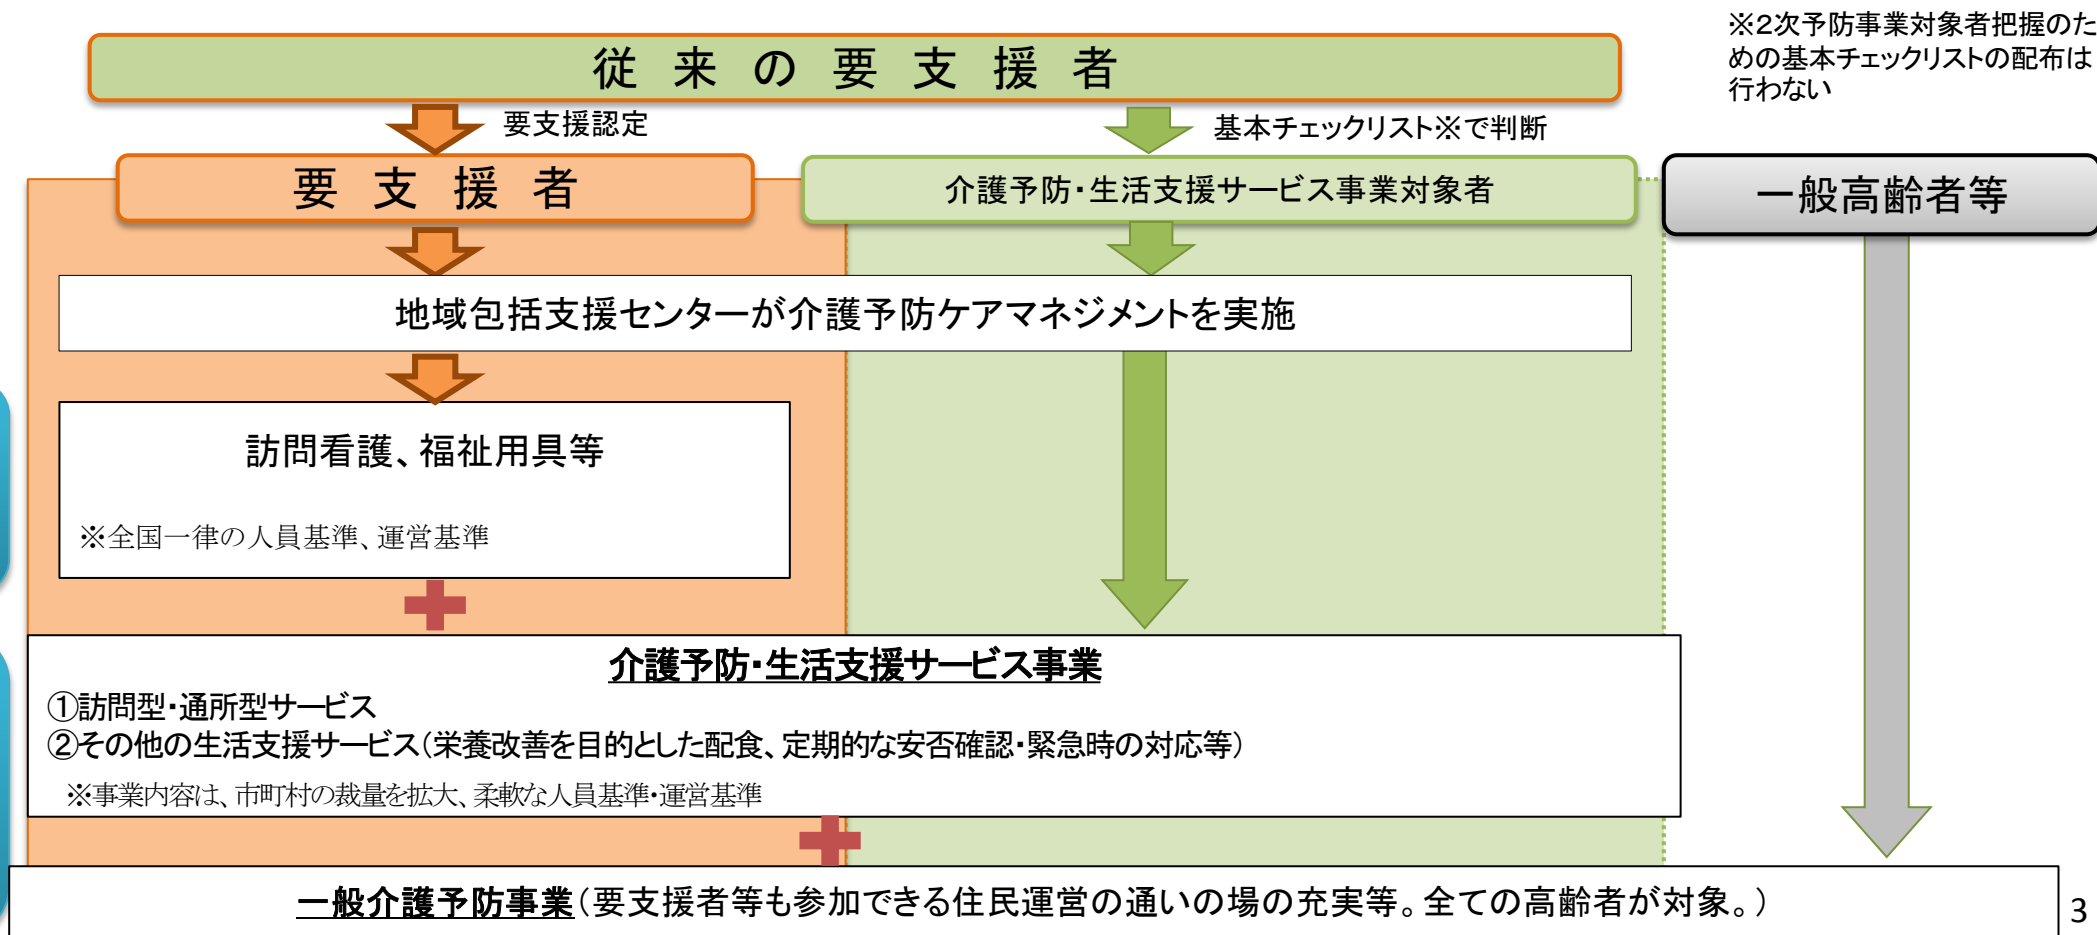 ※２次予防事業対象者把握のた
めの基本チェックリストの配布は
行わない
従来の要支援者
要支援認定
基本チェックリスト※で判断
要支援者
介護予防・生活支援サービス事業対象者
一般高齢者等
地域包括支援センターが介護予防ケアマネジメントを実施
訪問看護、福祉用具等
※全国一律の人員基準、運営基準
介護予防・生活支援サービス事業
①訪問型・通所型サービス
②その他の生活支援サービス（栄養改善を目的とした配食、定期的な安否確認・緊急時の対応等）
※事業内容は、市町村の裁量を拡大、柔軟な人員基準・運営基準
一般介護予防事業（要支援者等も参加できる住民運営の通いの場の充実等。全ての高齢者が対象。）
3